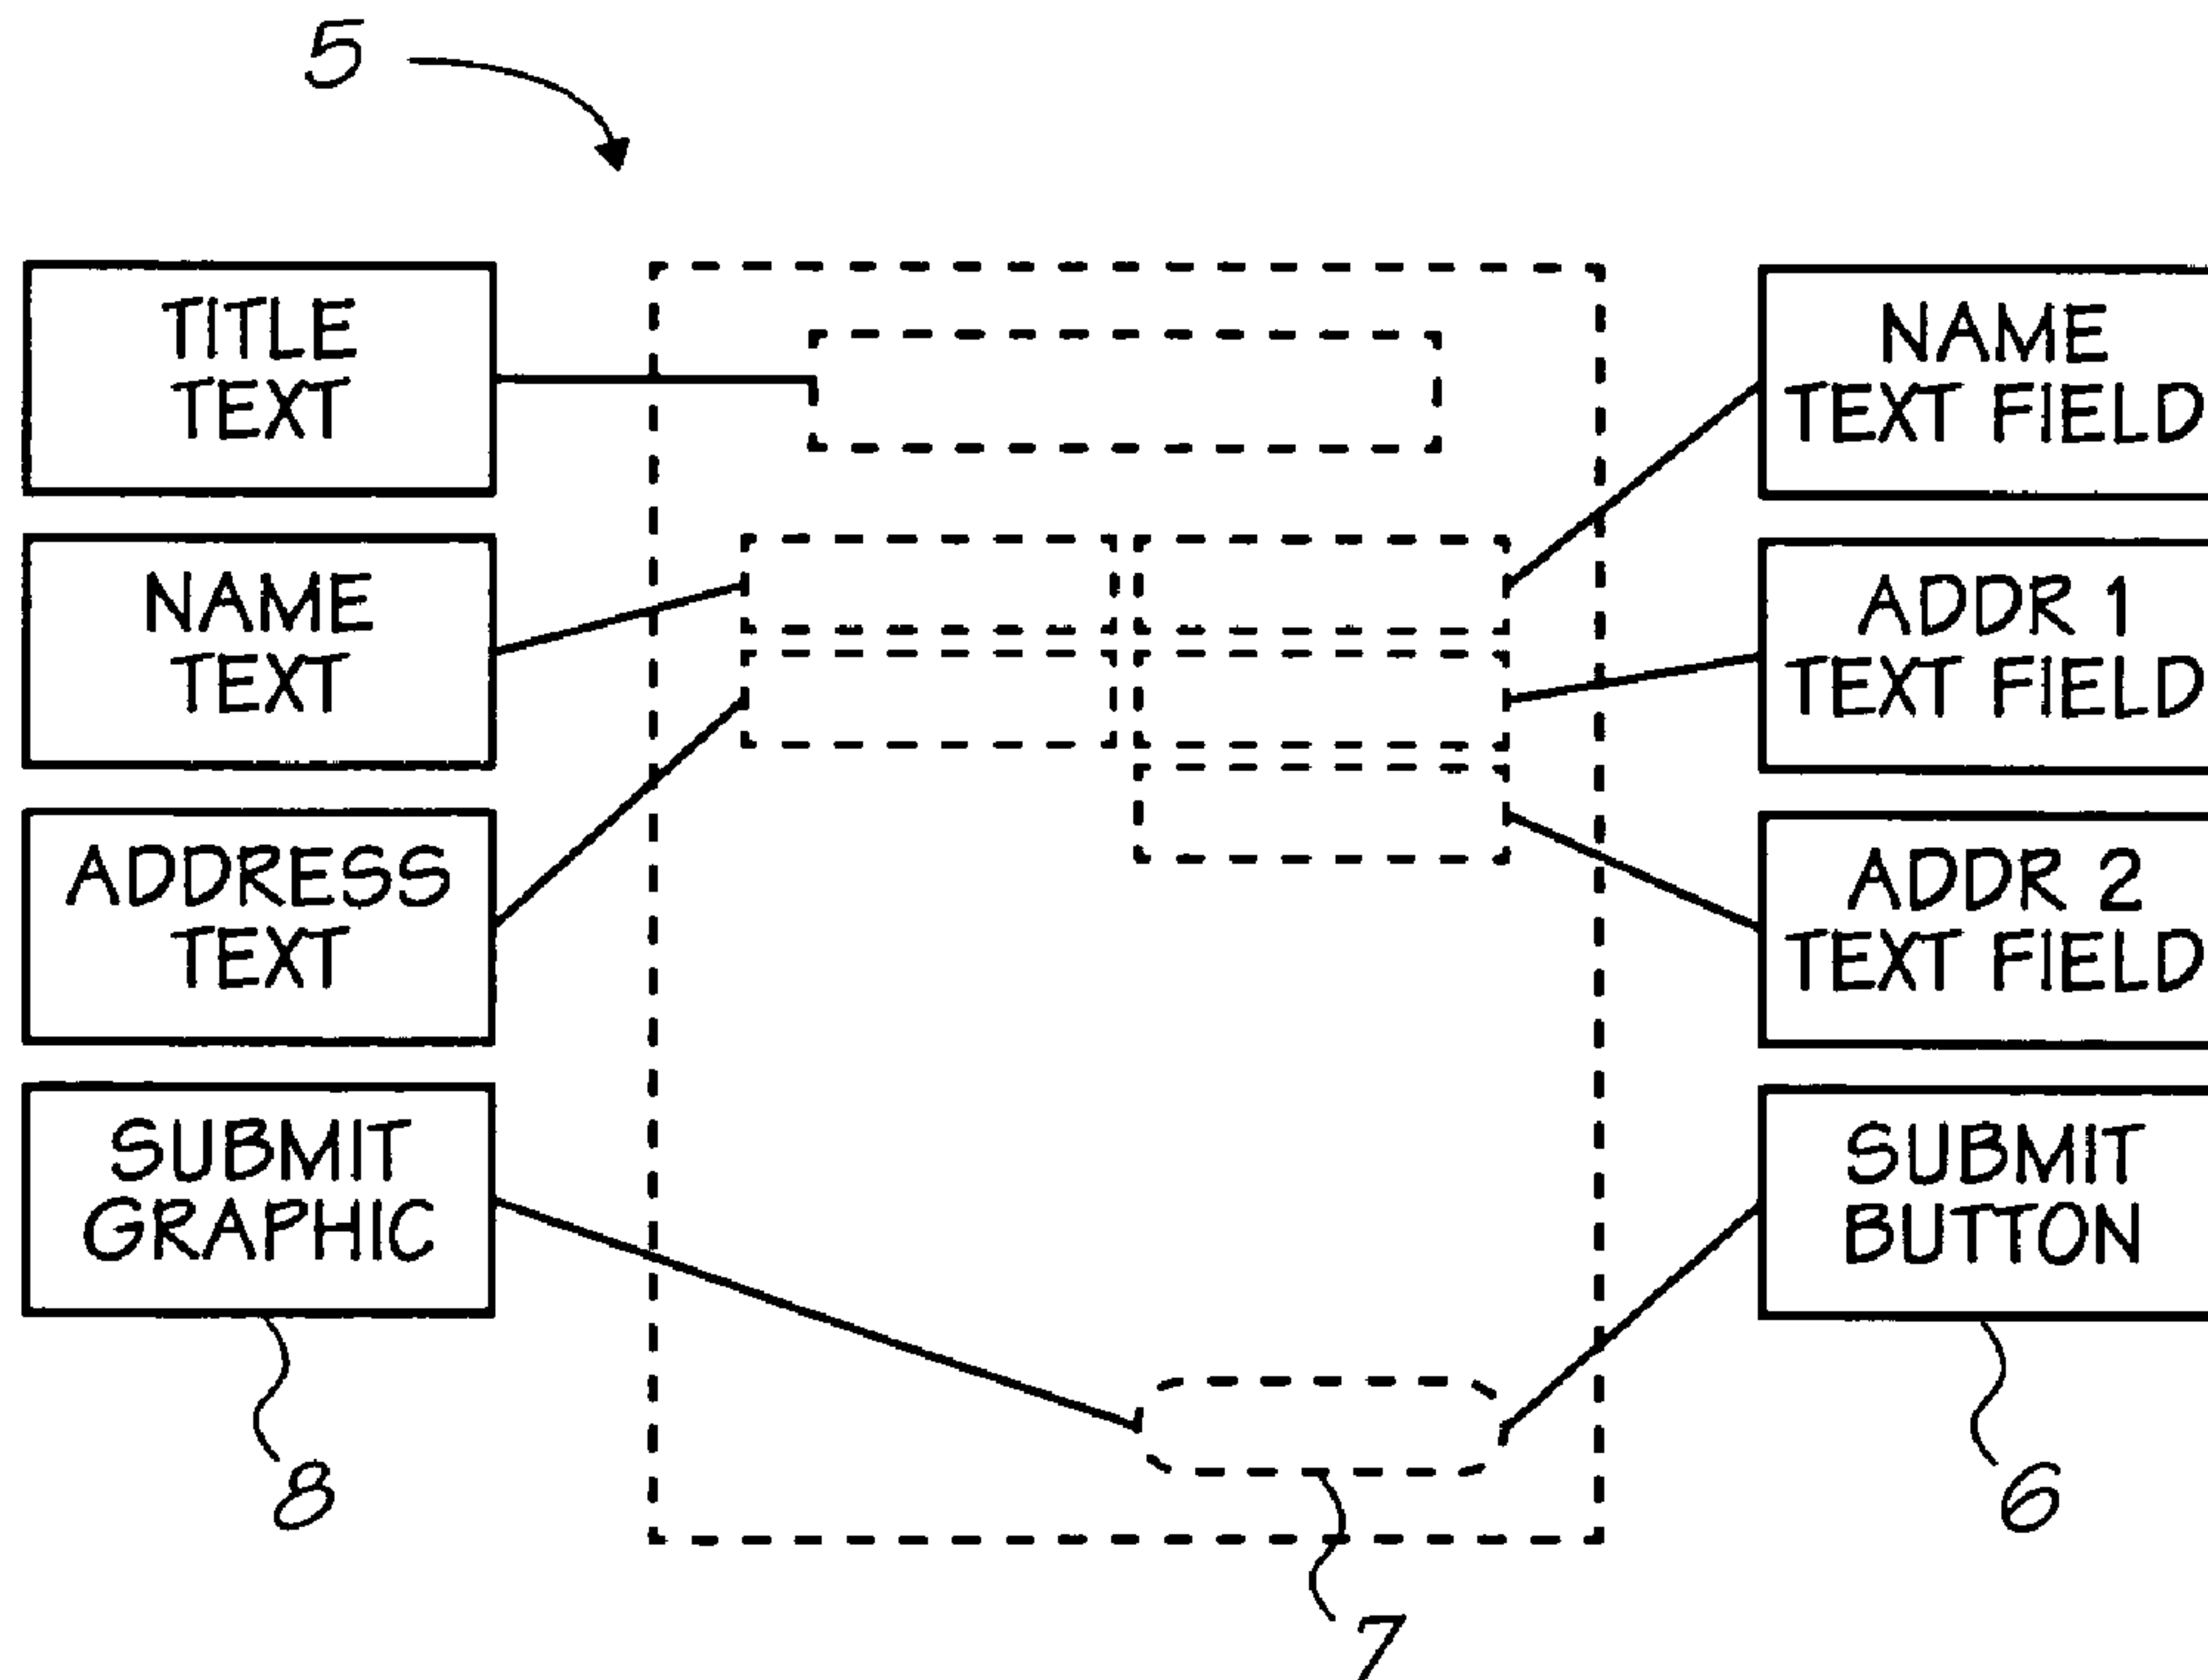 5
TITLE
TEXT
NAME
TEXT
ADDRESS
TEXT
SUBMIT
GRAPHIC
8
NAME
TEXT FIELD
ADDR 1
TEXT FIELD
ADDR 2
TEXT FIELD
SUBMIT
BUTTON
6
7